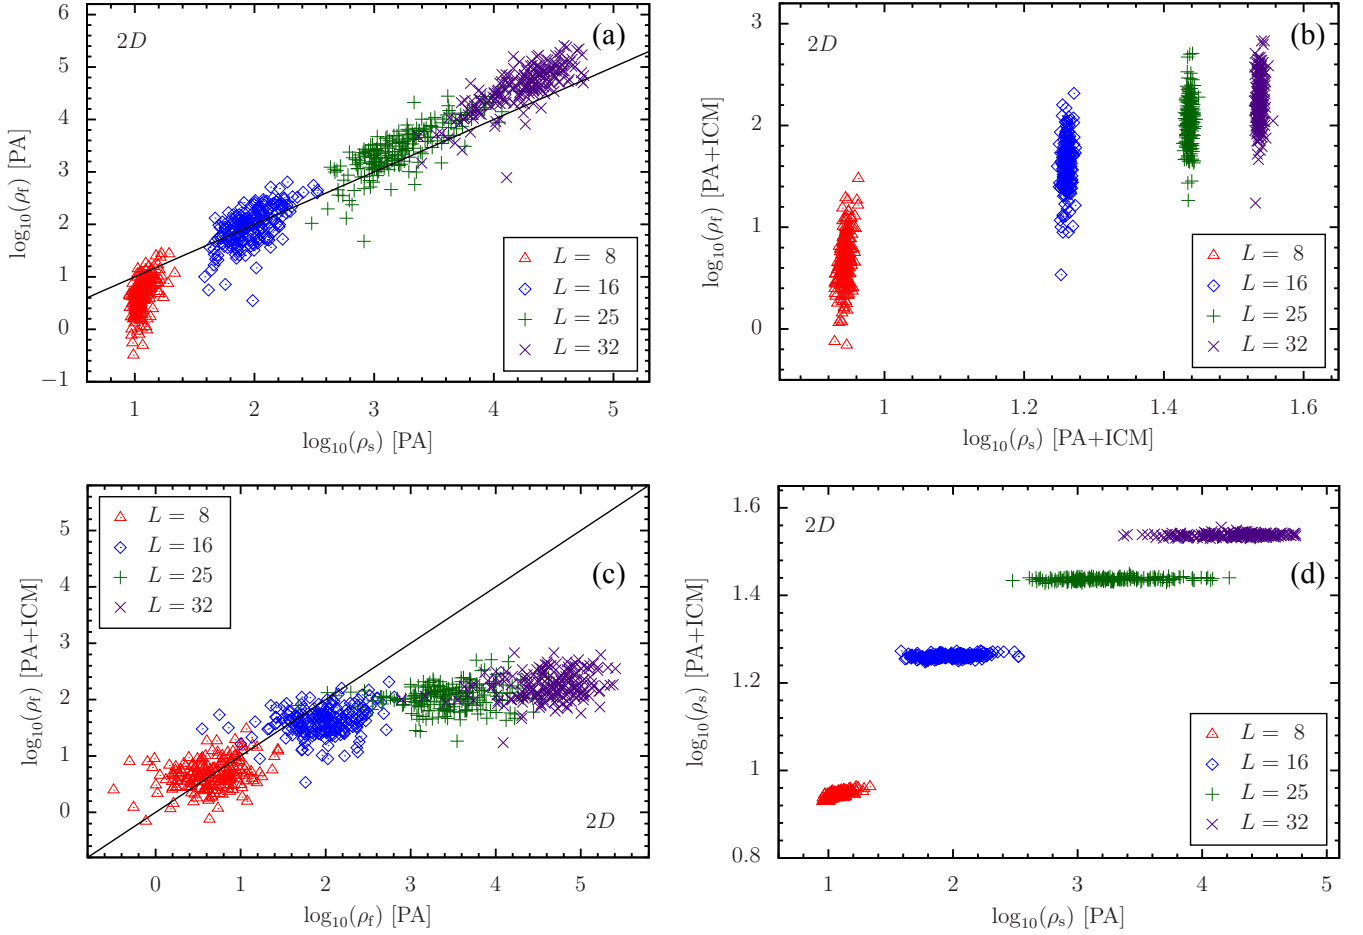 (a)
2D
log₁₀(ρf) [PA]
6
5
4
3
2
1
0
−1
L = 8
L = 16
L = 25
L = 32
1 2 3 4 5
log₁₀(ρs) [PA]
(b)
2D
log₁₀(ρf) [PA+ICM]
3
2
1
0
L = 8
L = 16
L = 25
L = 32
1 1.2 1.4 1.6
log₁₀(ρs) [PA+ICM]
(c)
L = 8
L = 16
L = 25
L = 32
log₁₀(ρf) [PA+ICM]
5
4
3
2
1
0
2D
0 1 2 3 4 5
log₁₀(ρf) [PA]
(d)
2D
log₁₀(ρs) [PA+ICM]
1.6
1.4
1.2
1
0.8
L = 8
L = 16
L = 25
L = 32
1 2 3 4 5
log₁₀(ρs) [PA]